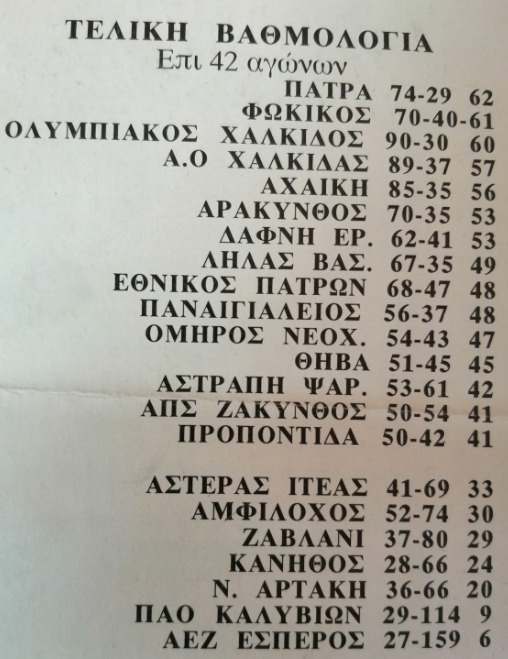 ΤΕΛΙΚΗ ΒΑΘΜΟΛΟΓΙΑ
Επι 42 αγώνων
ΠΑΤΡΑ 74-29 62
ΦΩΚΙΚΟΣ 70-40-61
ΟΛΥΜΠΙΑΚΟΣ ΧΑΛΚΙΔΟΣ 90-30 60
Α.Ο ΧΑΛΚΙΔΑΣ 89-37 57
ΑΧΑΙΚΗ 85-35 56
ΑΡΑΚΥΝΘΟΣ 70-35 53
ΔΑΦΝΗ ΕΡ. 62-41 53
ΛΗΛΑΣ ΒΑΣ. 67-35 49
ΕΘΝΙΚΟΣ ΠΑΤΡΩΝ 68-47 48
ΠΑΝΑΙΓΙΑΛΕΙΟΣ 56-37 48
ΟΜΗΡΟΣ ΝΕΟΧ. 54-43 47
ΘΗΒΑ 51-45 45
ΑΣΤΡΑΠΗ ΨΑΡ. 53-61 42
ΑΠΣ ΖΑΚΥΝΘΟΣ 50-54 41
ΠΡΟΠΟΝΤΙΔΑ 50-42 41
ΑΣΤΕΡΑΣ ΙΤΕΑΣ 41-69 33
ΑΜΦΙΛΟΧΟΣ 52-74 30
ΖΑΒΛΑΝΙ 37-80 29
ΚΑΝΗΘΟΣ 28-66 24
Ν. ΑΡΤΑΚΗ 36-66 20
ΠΑΟ ΚΑΛΥΒΙΩΝ 29-114 9
ΑΕΖ ΕΣΠΕΡΟΣ 27-159 6